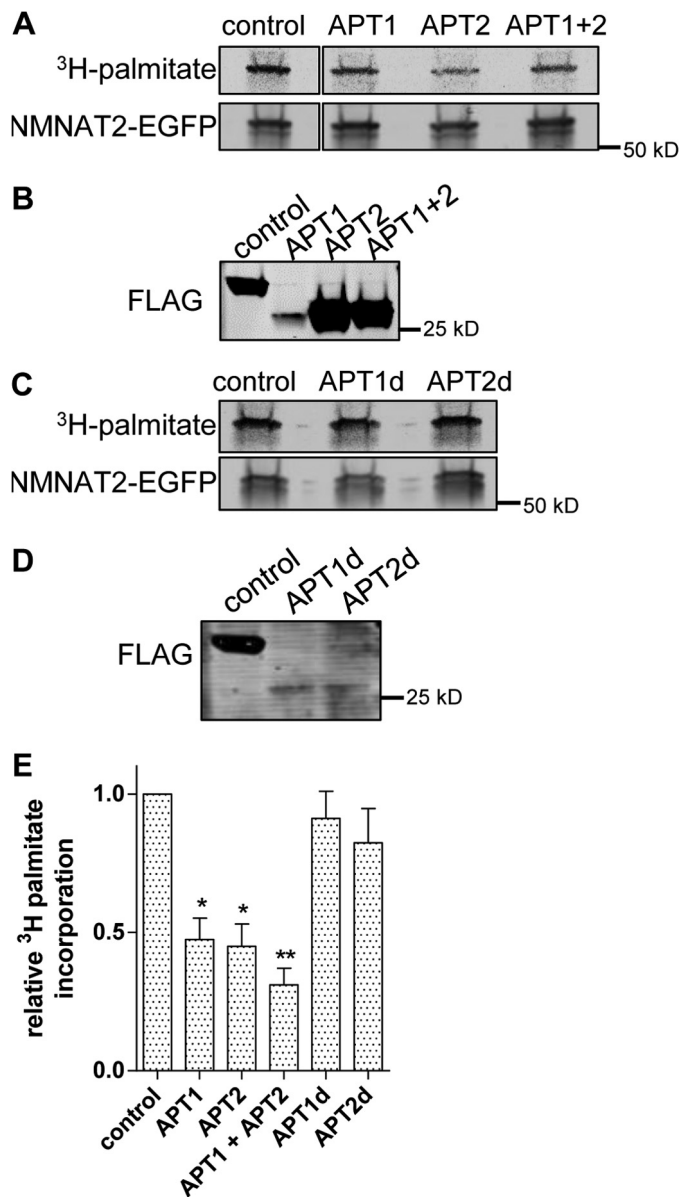 A
control APT1 APT2 APT1+2
³H-palmitate
NMNAT2-EGFP
50 kD
B
control APT1 APT2 APT1+2
FLAG
25 kD
C
control APT1d APT2d
³H-palmitate
NMNAT2-EGFP
50 kD
D
control APT1d APT2d
FLAG
25 kD
E
relative ³H palmitate
incorporation
1.0
0.5
0.0
* * **
control APT1 APT2 APT1 + APT2 APT1d APT2d